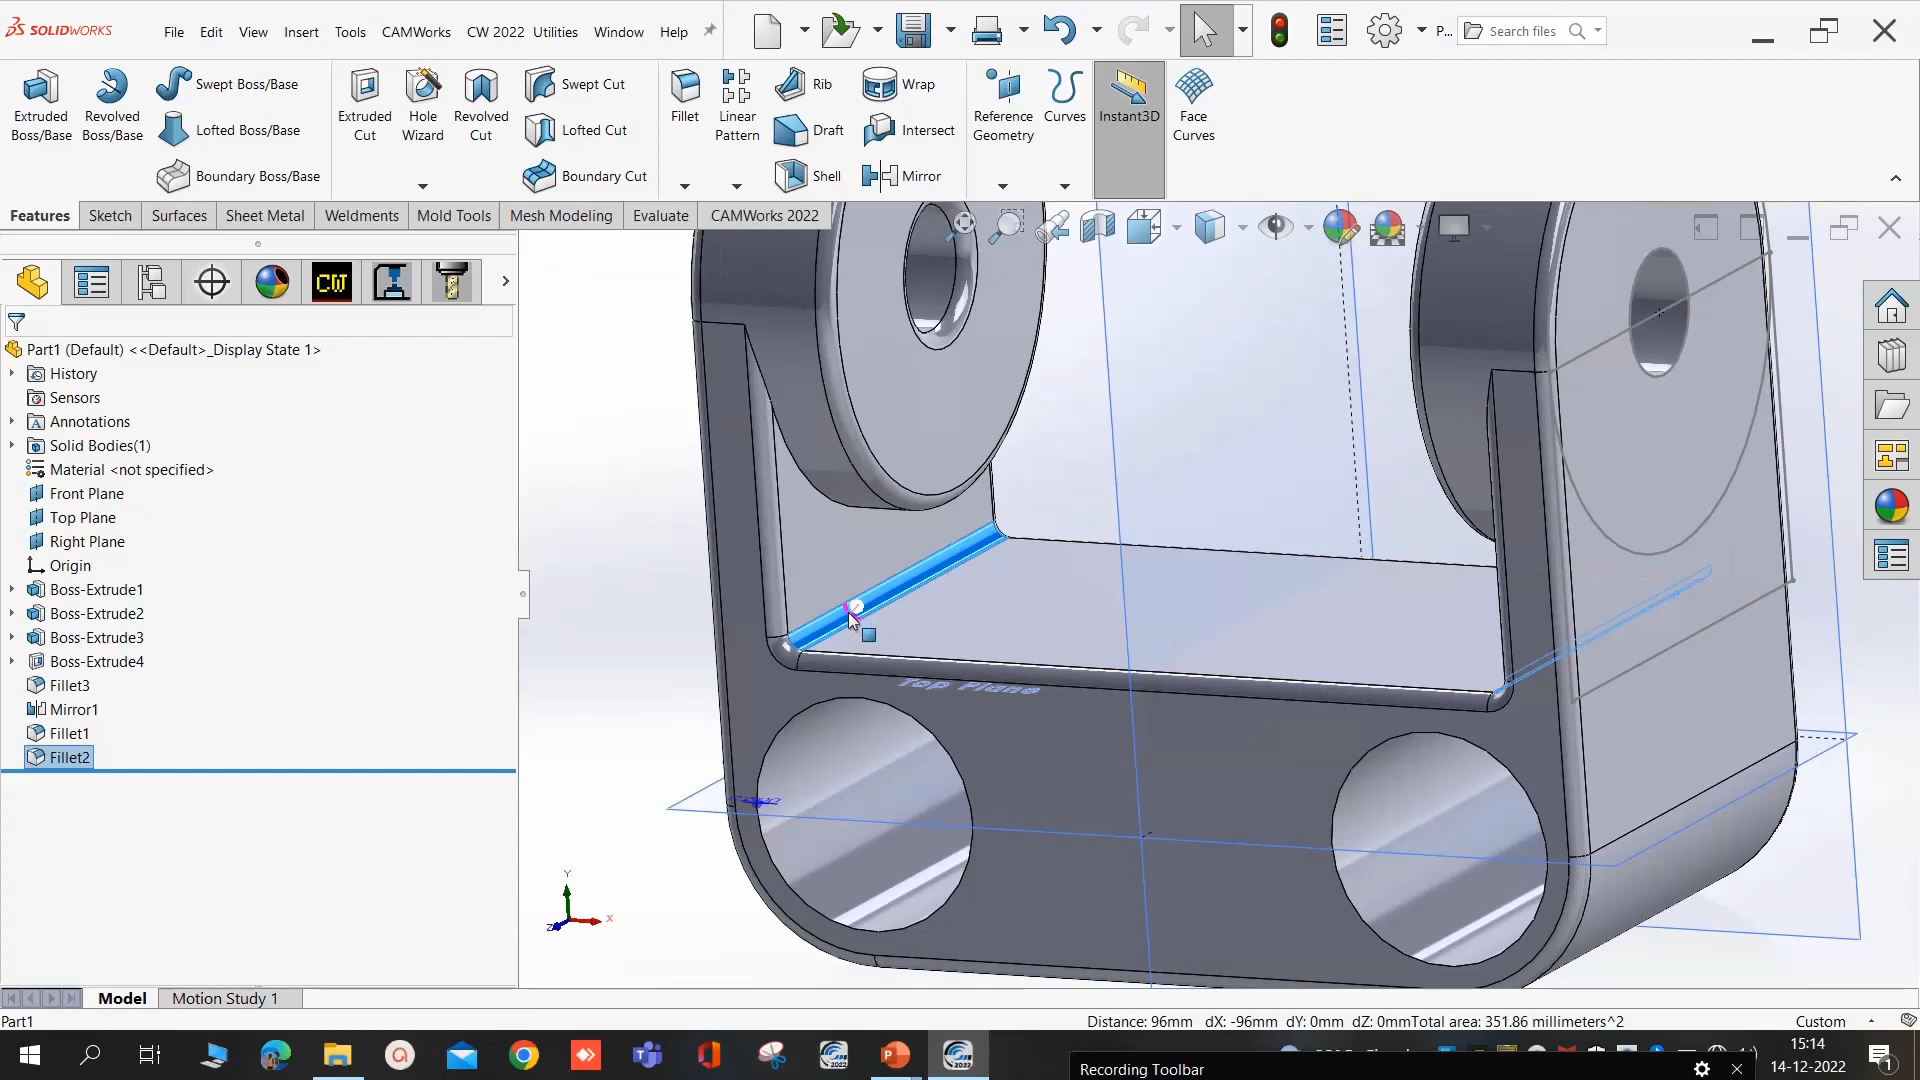 SOLIDWORKS
File Edit View Insert Tools CAMWorks CW 2022 Utilities Window Help
P...
Search files
Extruded Boss/Base
Revolved Boss/Base
Swept Boss/Base
Lofted Boss/Base
Boundary Boss/Base
Extruded Cut
Hole Wizard
Revolved Cut
Swept Cut
Lofted Cut
Boundary Cut
Fillet
Linear Pattern
Rib
Draft
Shell
Wrap
Intersect
Mirror
Reference Geometry
Curves
Instant3D
Face Curves
Features Sketch Surfaces Sheet Metal Weldments Mold Tools Mesh Modeling Evaluate CAMWorks 2022
CW
Part1 (Default) <<Default>_Display State 1>
History
Sensors
Annotations
Solid Bodies(1)
Material <not specified>
Front Plane
Top Plane
Right Plane
Origin
Boss-Extrude1
Boss-Extrude2
Boss-Extrude3
Boss-Extrude4
Fillet3
Mirror1
Fillet1
Fillet2
Top Plane
Y
X
Z
Model Motion Study 1
Part1
Distance: 96mm dX: -96mm dY: 0mm dZ: 0mmTotal area: 351.86 millimeters^2
Custom
2022
2022
15:14
14-12-2022
1
Recording Toolbar